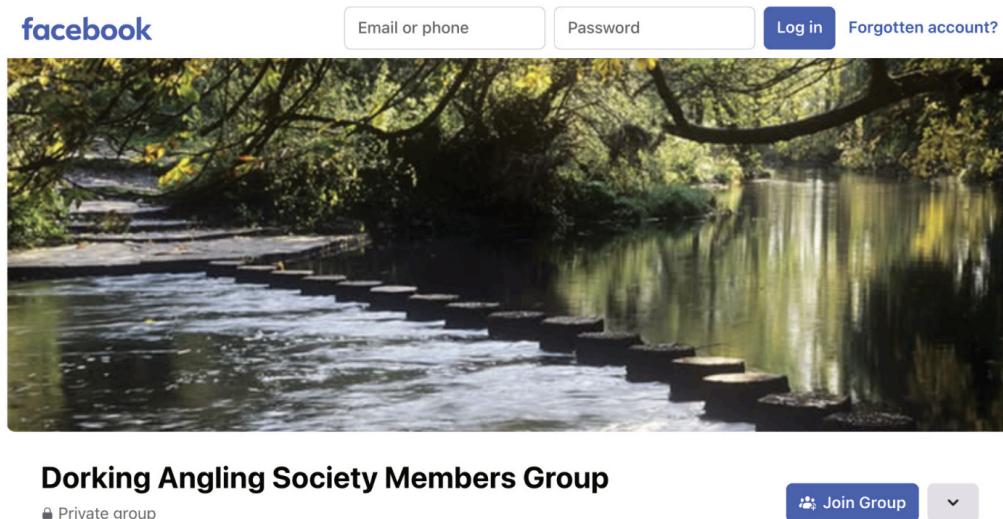 facebook
Email or phone
Password
Log in
Forgotten account?
Dorking Angling Society Members Group
Private group
Join Group